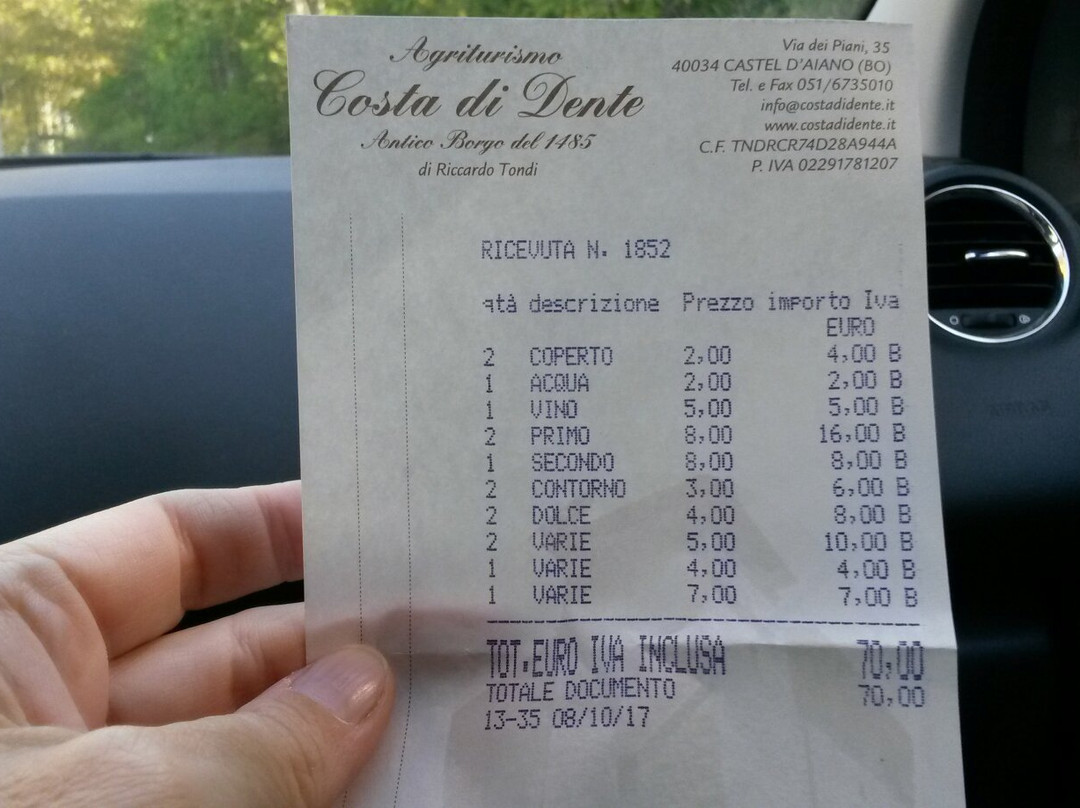 Agriturismo
Costa di Dente
Antico Borgo del 1485
di Riccardo Tondi
Via dei Piani, 35
40034 CASTEL D'AIANO (BO)
Tel. e Fax 051/6735010
info@costadidente.it
www.costadidente.it
C.F. TNDRCR74D28A944A
P. IVA 02291781207
RICEVUTA N. 1852
qtà descrizione Prezzo importo Iva
EURO
2 COPERTO 2,00 4,00 B
1 ACQUA 2,00 2,00 B
1 VINO 5,00 5,00 B
2 PRIMO 8,00 16,00 B
1 SECONDO 8,00 8,00 B
2 CONTORNO 3,00 6,00 B
2 DOLCE 4,00 8,00 B
2 VARIE 5,00 10,00 B
1 VARIE 4,00 4,00 B
1 VARIE 7,00 7,00 B
TOT.EURO IVA INCLUSA 70,00
TOTALE DOCUMENTO 70,00
13-35 08/10/17